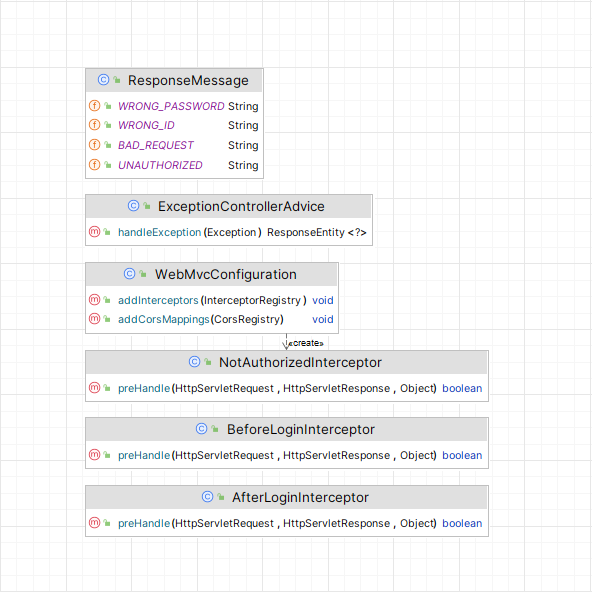 ResponseMessage
WRONG_PASSWORD String
WRONG_ID String
BAD_REQUEST String
UNAUTHORIZED String
ExceptionControllerAdvice
handleException(Exception) ResponseEntity<?>
WebMvcConfiguration
addInterceptors(InterceptorRegistry) void
addCorsMappings(CorsRegistry) void
«create»
NotAuthorizedInterceptor
preHandle(HttpServletRequest, HttpServletResponse, Object) boolean
BeforeLoginInterceptor
preHandle(HttpServletRequest, HttpServletResponse, Object) boolean
AfterLoginInterceptor
preHandle(HttpServletRequest, HttpServletResponse, Object) boolean